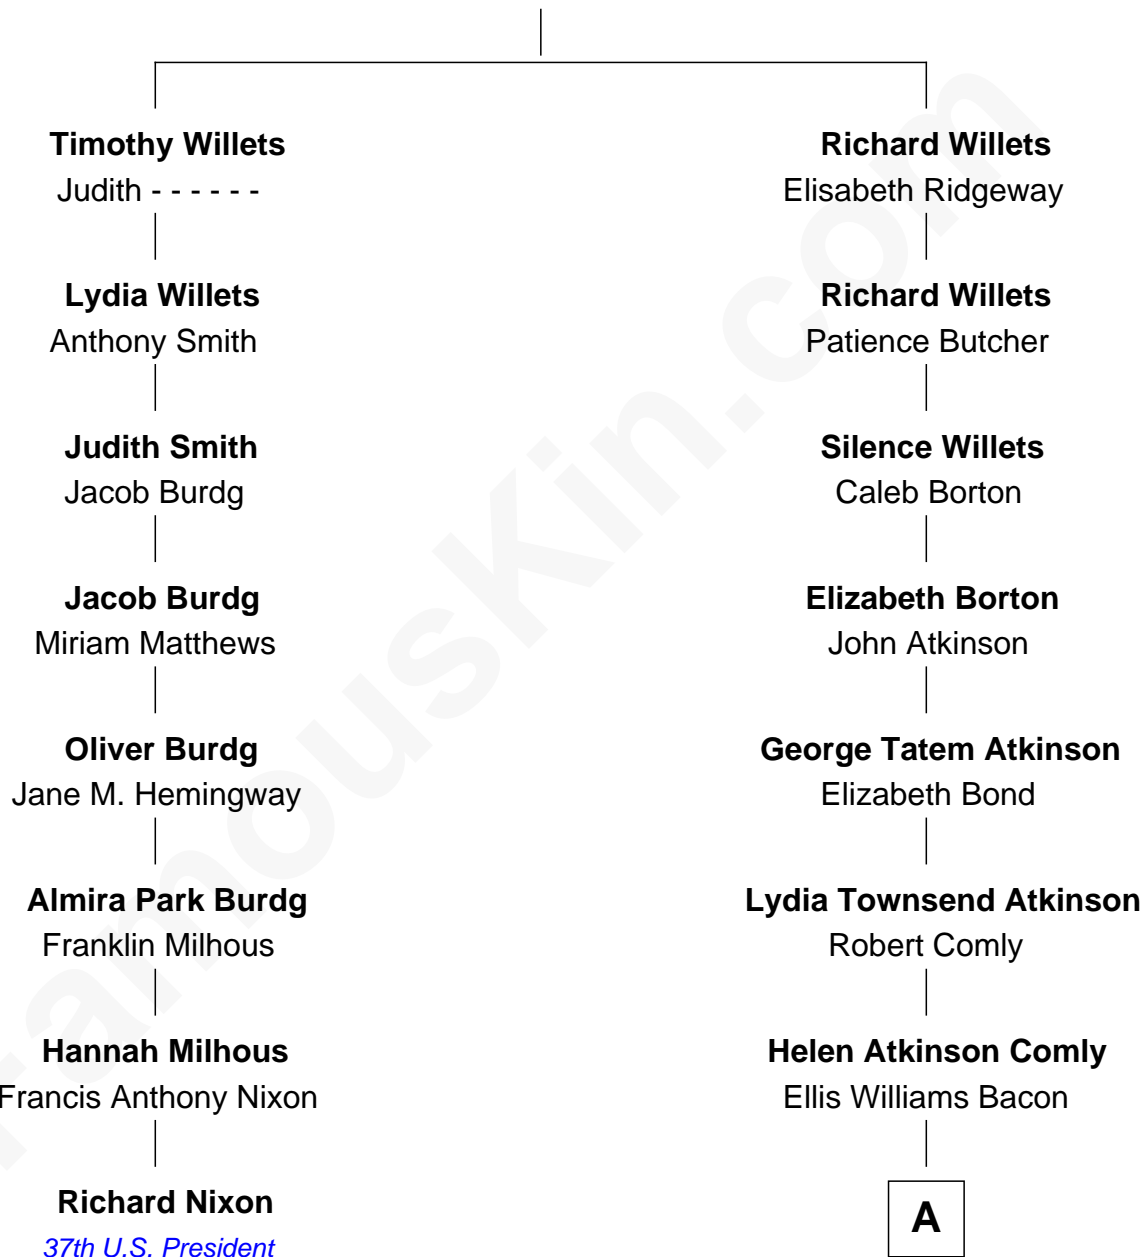 Timothy Willets
Judith - - - - - -
Lydia Willets
Anthony Smith
Judith Smith
Jacob Burdg
Jacob Burdg
Miriam Matthews
Oliver Burdg
Jane M. Hemingway
Almira Park Burdg
Franklin Milhous
Hannah Milhous
Francis Anthony Nixon
Richard Nixon
37th U.S. President
Richard Willets
Elisabeth Ridgeway
Richard Willets
Patience Butcher
Silence Willets
Caleb Borton
Elizabeth Borton
John Atkinson
George Tatem Atkinson
Elizabeth Bond
Lydia Townsend Atkinson
Robert Comly
Helen Atkinson Comly
Ellis Williams Bacon
A
FamousKin.com